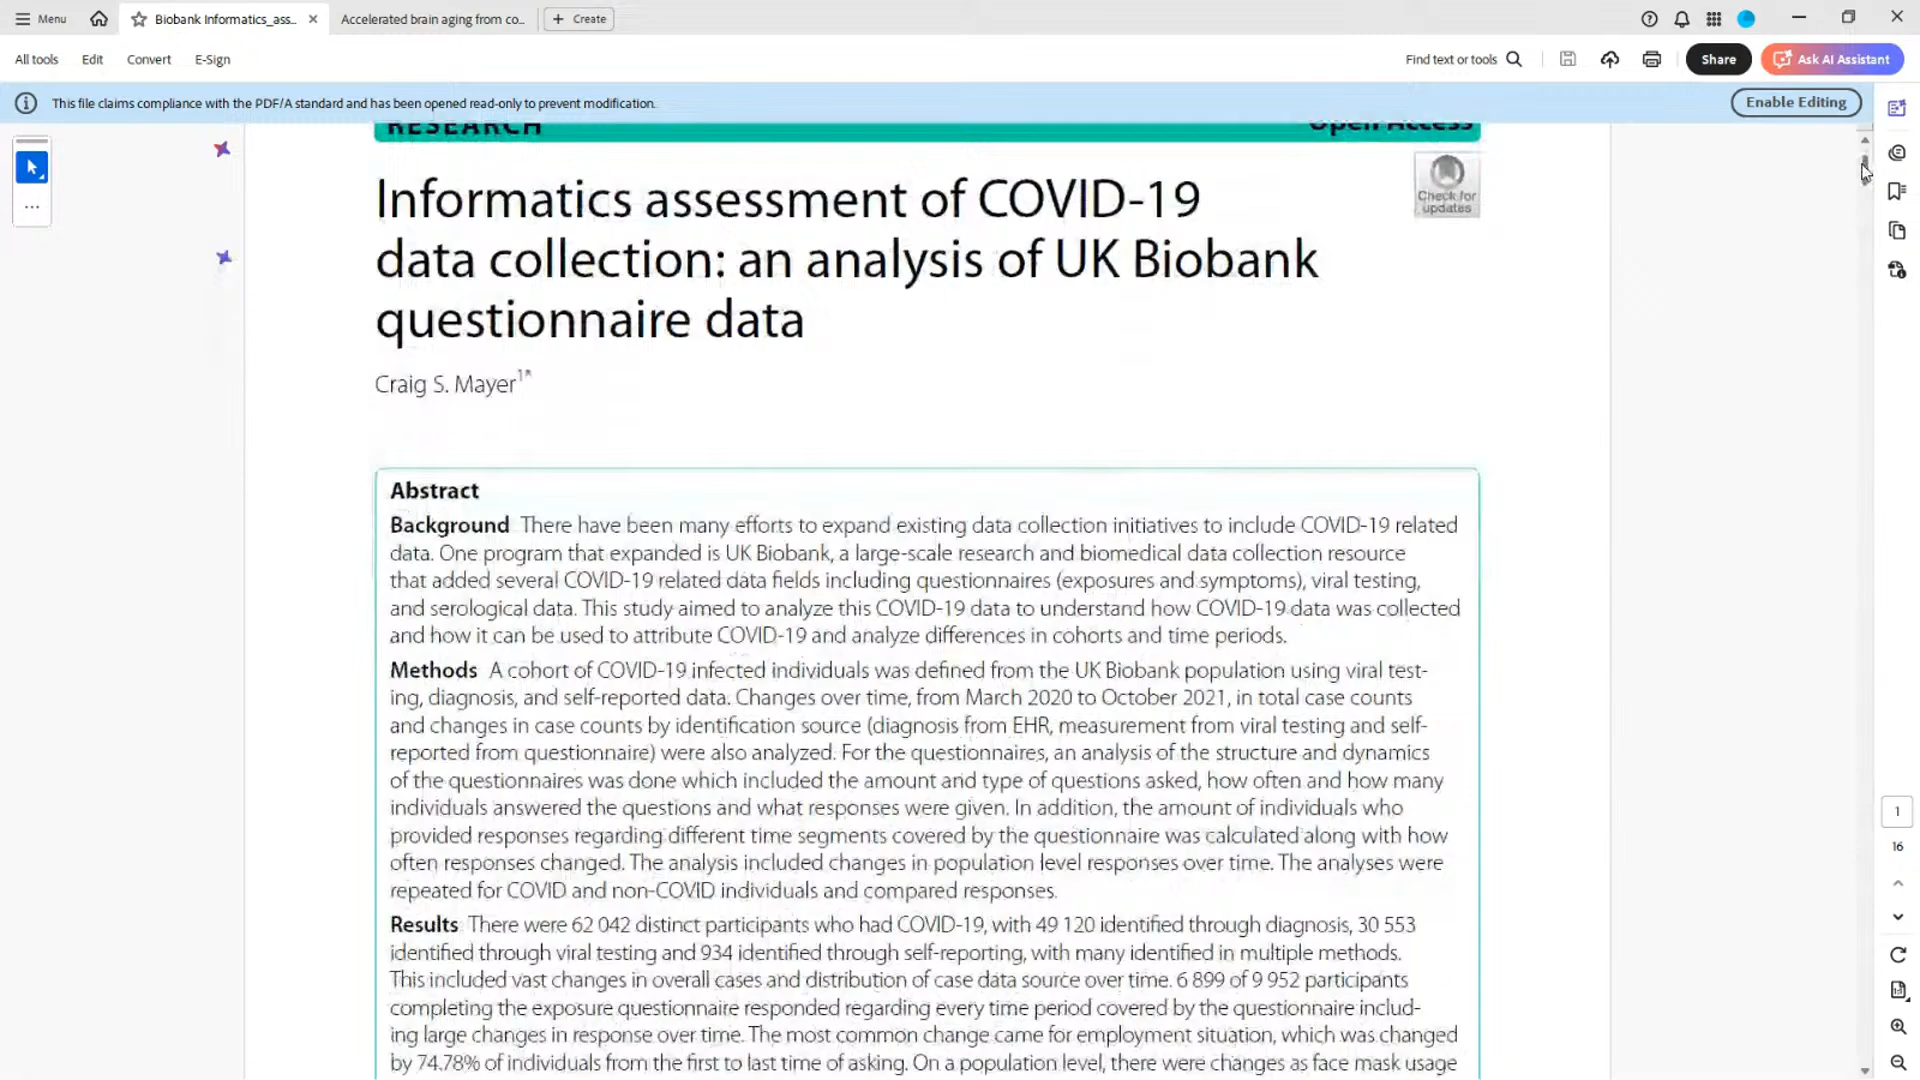 Menu
Biobank Informatics_ass...
Accelerated brain aging from co...
Create
All tools
Edit
Convert
E-Sign
Find text or tools
Share
Ask AI Assistant
This file claims compliance with the PDF/A standard and has been opened read-only to prevent modification.
Enable Editing
RESEARCH
Open Access
Check for
updates
Informatics assessment of COVID-19
data collection: an analysis of UK Biobank
questionnaire data
Craig S. Mayer1*
Abstract
Background There have been many efforts to expand existing data collection initiatives to include COVID-19 related
data. One program that expanded is UK Biobank, a large-scale research and biomedical data collection resource
that added several COVID-19 related data fields including questionnaires (exposures and symptoms), viral testing,
and serological data. This study aimed to analyze this COVID-19 data to understand how COVID-19 data was collected
and how it can be used to attribute COVID-19 and analyze differences in cohorts and time periods.
Methods A cohort of COVID-19 infected individuals was defined from the UK Biobank population using viral test-
ing, diagnosis, and self-reported data. Changes over time, from March 2020 to October 2021, in total case counts
and changes in case counts by identification source (diagnosis from EHR, measurement from viral testing and self-
reported from questionnaire) were also analyzed. For the questionnaires, an analysis of the structure and dynamics
of the questionnaires was done which included the amount and type of questions asked, how often and how many
individuals answered the questions and what responses were given. In addition, the amount of individuals who
provided responses regarding different time segments covered by the questionnaire was calculated along with how
often responses changed. The analysis included changes in population level responses over time. The analyses were
repeated for COVID and non-COVID individuals and compared responses.
Results There were 62 042 distinct participants who had COVID-19, with 49 120 identified through diagnosis, 30 553
identified through viral testing and 934 identified through self-reporting, with many identified in multiple methods.
This included vast changes in overall cases and distribution of case data source over time. 6 899 of 9 952 participants
completing the exposure questionnaire responded regarding every time period covered by the questionnaire includ-
ing large changes in response over time. The most common change came for employment situation, which was changed
by 74.78% of individuals from the first to last time of asking. On a population level, there were changes as face mask usage
1
16